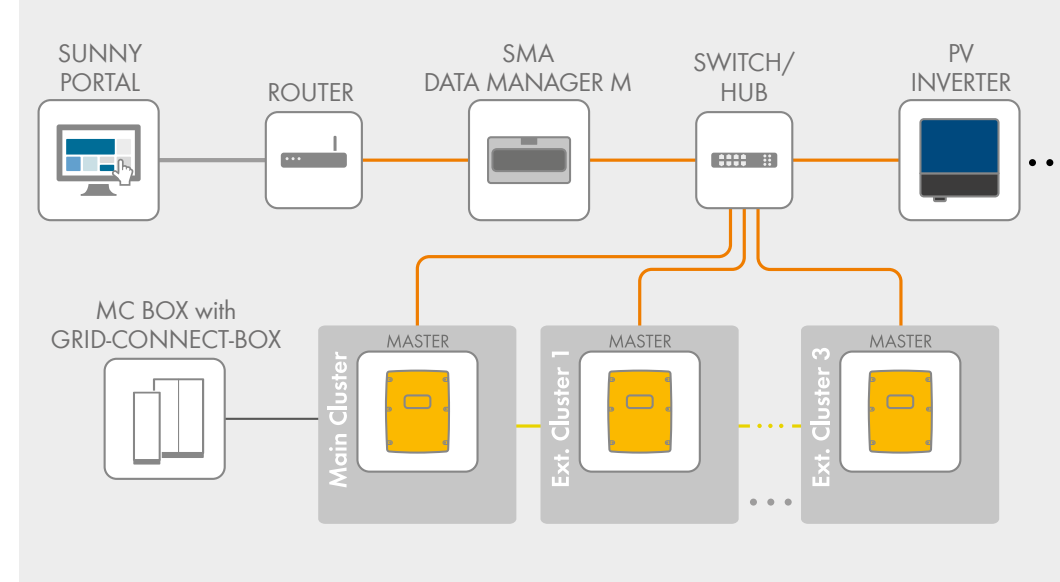 SUNNY
PORTAL
ROUTER
SMA
DATA MANAGER M
SWITCH/
HUB
PV
INVERTER
MC BOX with
GRID-CONNECT-BOX
Main Cluster
MASTER
Ext. Cluster 1
MASTER
Ext. Cluster 3
MASTER